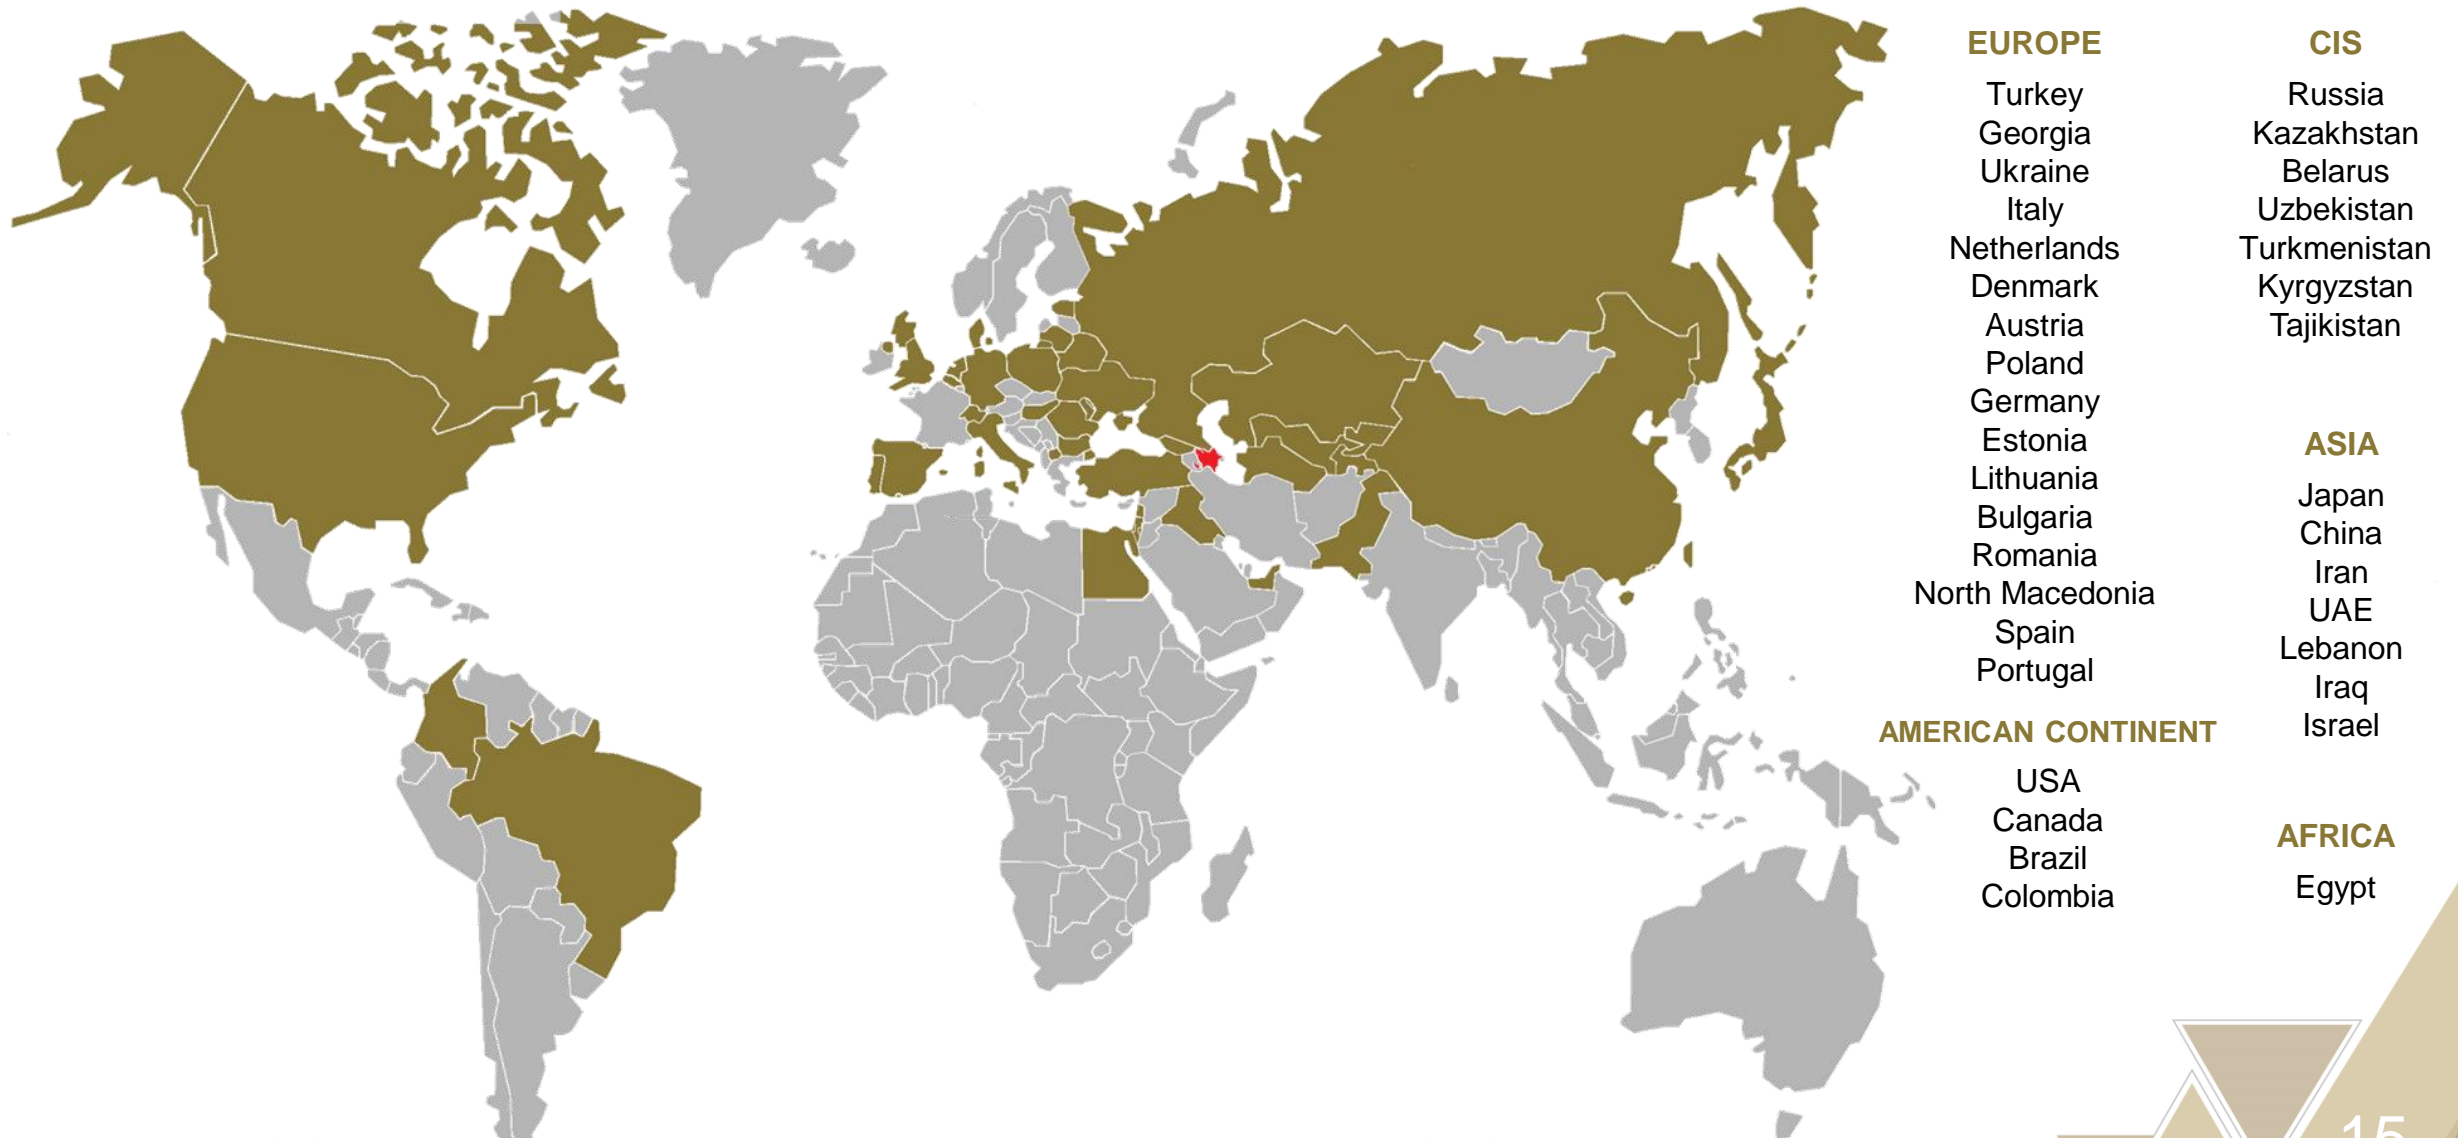 EUROPE
Turkey
Georgia
Ukraine
Italy
Netherlands
Denmark
Austria
Poland
Germany
Estonia
Lithuania
Bulgaria
Romania
North Macedonia
Spain
Portugal
AMERICAN CONTINENT
USA
Canada
Brazil
Colombia
CIS
Russia
Kazakhstan
Belarus
Uzbekistan
Turkmenistan
Kyrgyzstan
Tajikistan
ASIA
Japan
China
Iran
UAE
Lebanon
Iraq
Israel
AFRICA
Egypt
15